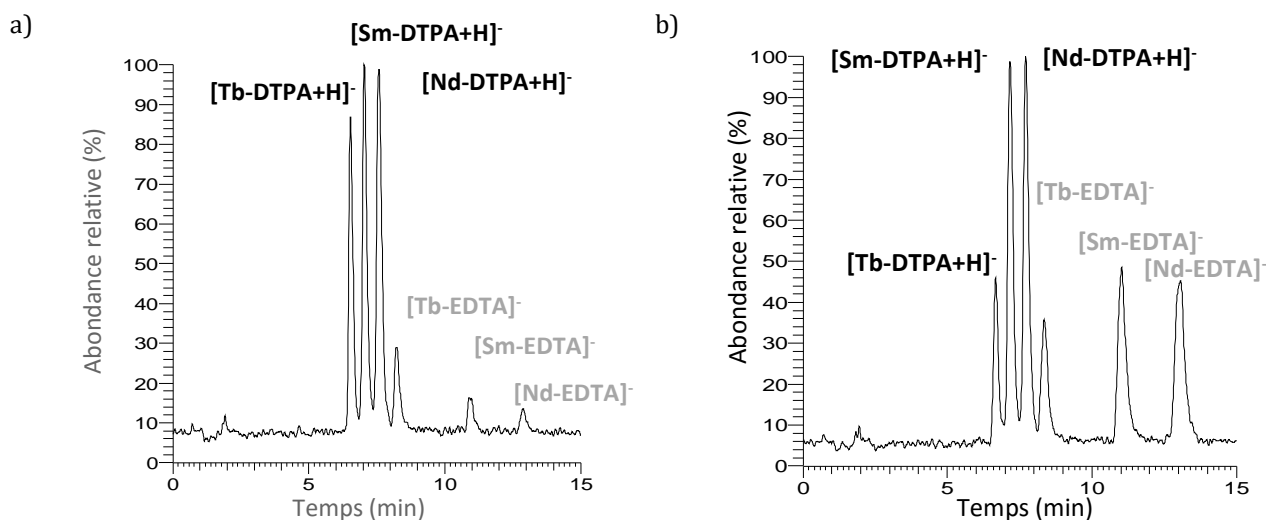 a)
[Sm-DTPA+H]-
[Tb-DTPA+H]-
[Nd-DTPA+H]-
[Tb-EDTA]-
[Sm-EDTA]-
[Nd-EDTA]-
Abondance relative (%)
100
90
80
70
60
50
40
30
20
10
0
0 5 10 15
Temps (min)
b)
[Sm-DTPA+H]-
[Nd-DTPA+H]-
[Tb-EDTA]-
[Sm-EDTA]-
[Tb-DTPA+H]-
[Nd-EDTA]-
Abondance relative (%)
100
90
80
70
60
50
40
30
20
10
0
0 5 10 15
Temps (min)